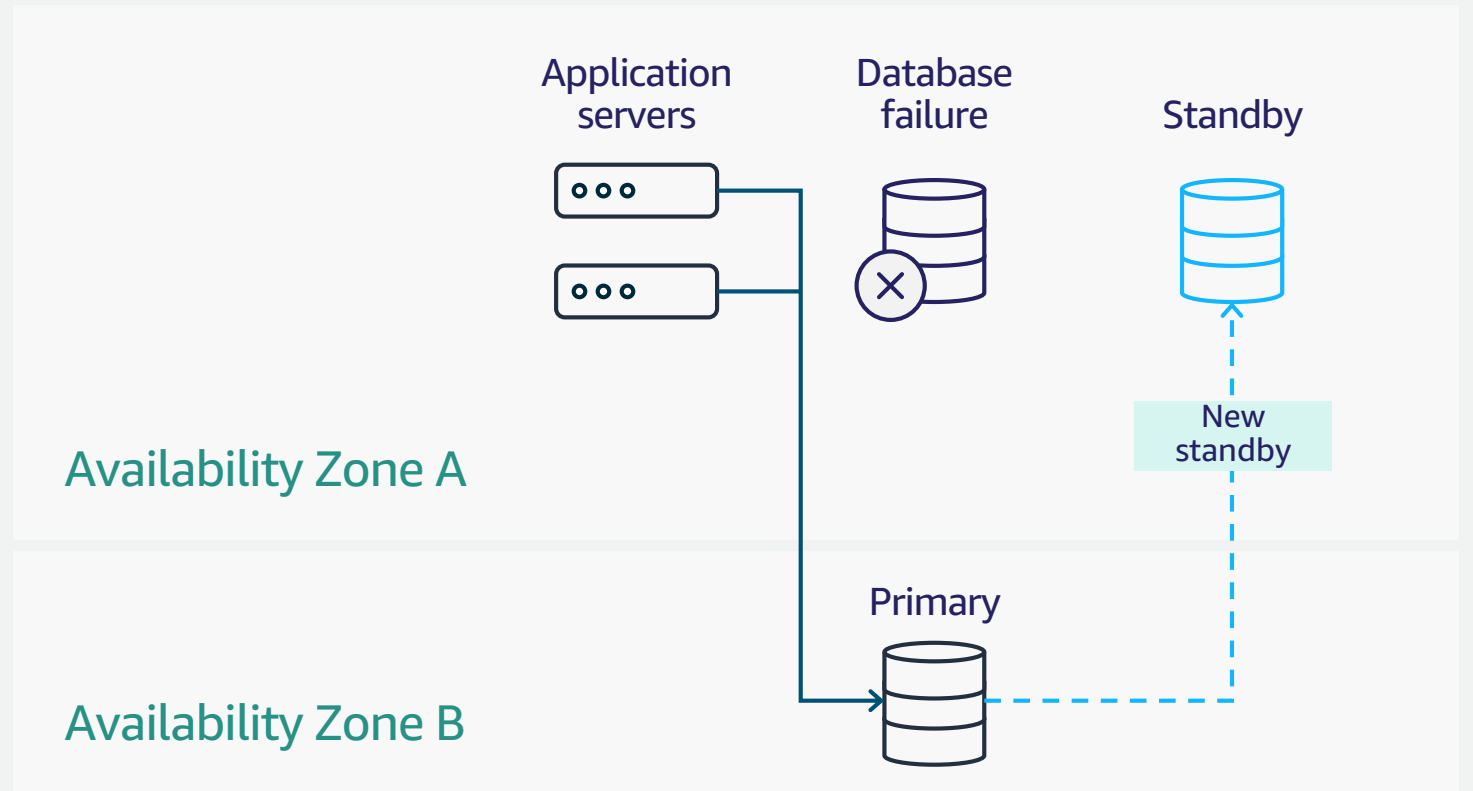 Application
servers
Database
failure
Standby
New
standby
Availability Zone A
Primary
Availability Zone B